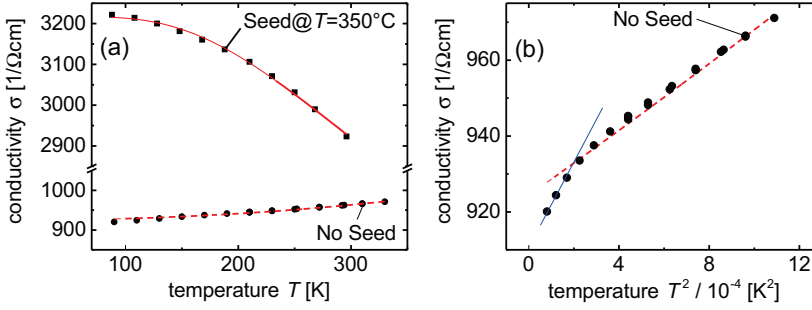 (a)
Seed@T=350°C
No Seed
3200
3100
3000
2900
1000
900
conductivity σ [1/Ωcm]
100
200
300
temperature T [K]
(b)
No Seed
960
940
920
conductivity σ [1/Ωcm]
0
4
8
12
temperature T² / 10⁻⁴ [K²]